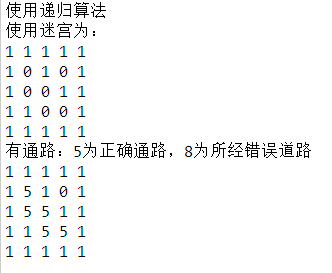 使用递归算法
使用迷宫为：
1 1 1 1 1
1 0 1 0 1
1 0 0 1 1
1 1 0 0 1
1 1 1 1 1
有通路：5为正确通路，8为所经错误道路
1 1 1 1 1
1 5 1 0 1
1 5 5 1 1
1 1 5 5 1
1 1 1 1 1